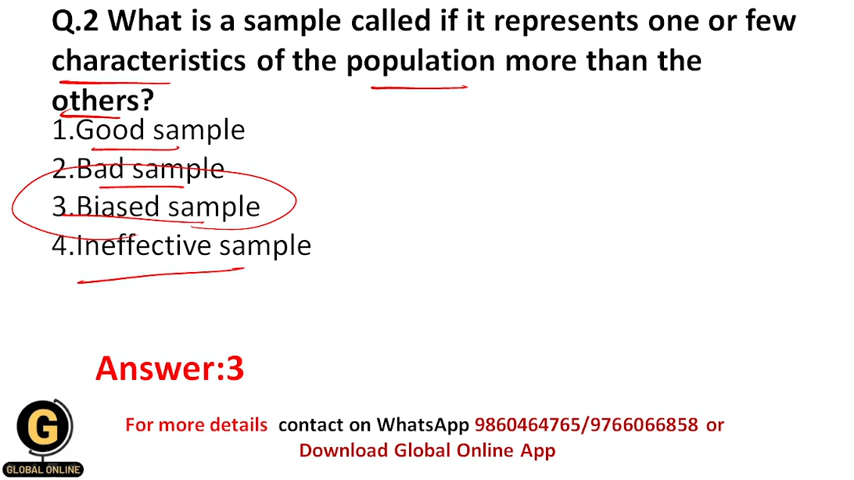 Q.2 What is a sample called if it represents one or few
characteristics of the population more than the
others?
1.Good sample
2.Bad sample
3.Biased sample
4.Ineffective sample
Answer:3
G
GLOBAL ONLINE
For more details contact on WhatsApp 9860464765/9766066858 or
Download Global Online App